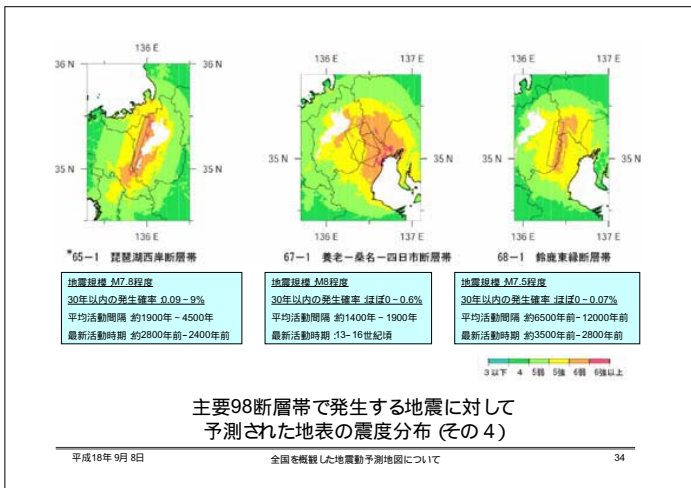 136 E
36 N
35 N
136 E
*65-1 琵琶湖西岸断層帯
地震規模:M7.8程度
30年以内の発生確率:0.09-9%
平均活動間隔:約1900年-4500年
最新活動時期:約2800年前-2400年前
136 E
137 E
36 N
35 N
136 E
137 E
67-1 養老-桑名-四日市断層帯
地震規模:M8程度
30年以内の発生確率:ほぼ0-0.6%
平均活動間隔:約1400年-1900年
最新活動時期:13-16世紀頃
136 E
137 E
36 N
35 N
136 E
137 E
68-1 鈴鹿東縁断層帯
地震規模:M7.5程度
30年以内の発生確率:ほぼ0-0.07%
平均活動間隔:約6500年前-12000年前
最新活動時期:約3500年前-2800年前
3以下 4 5弱 5強 6弱 6強以上
主要98断層帯で発生する地震に対して
予測された地表の震度分布 (その4)
平成18年9月8日
全国を概観した地震動予測地図について
34